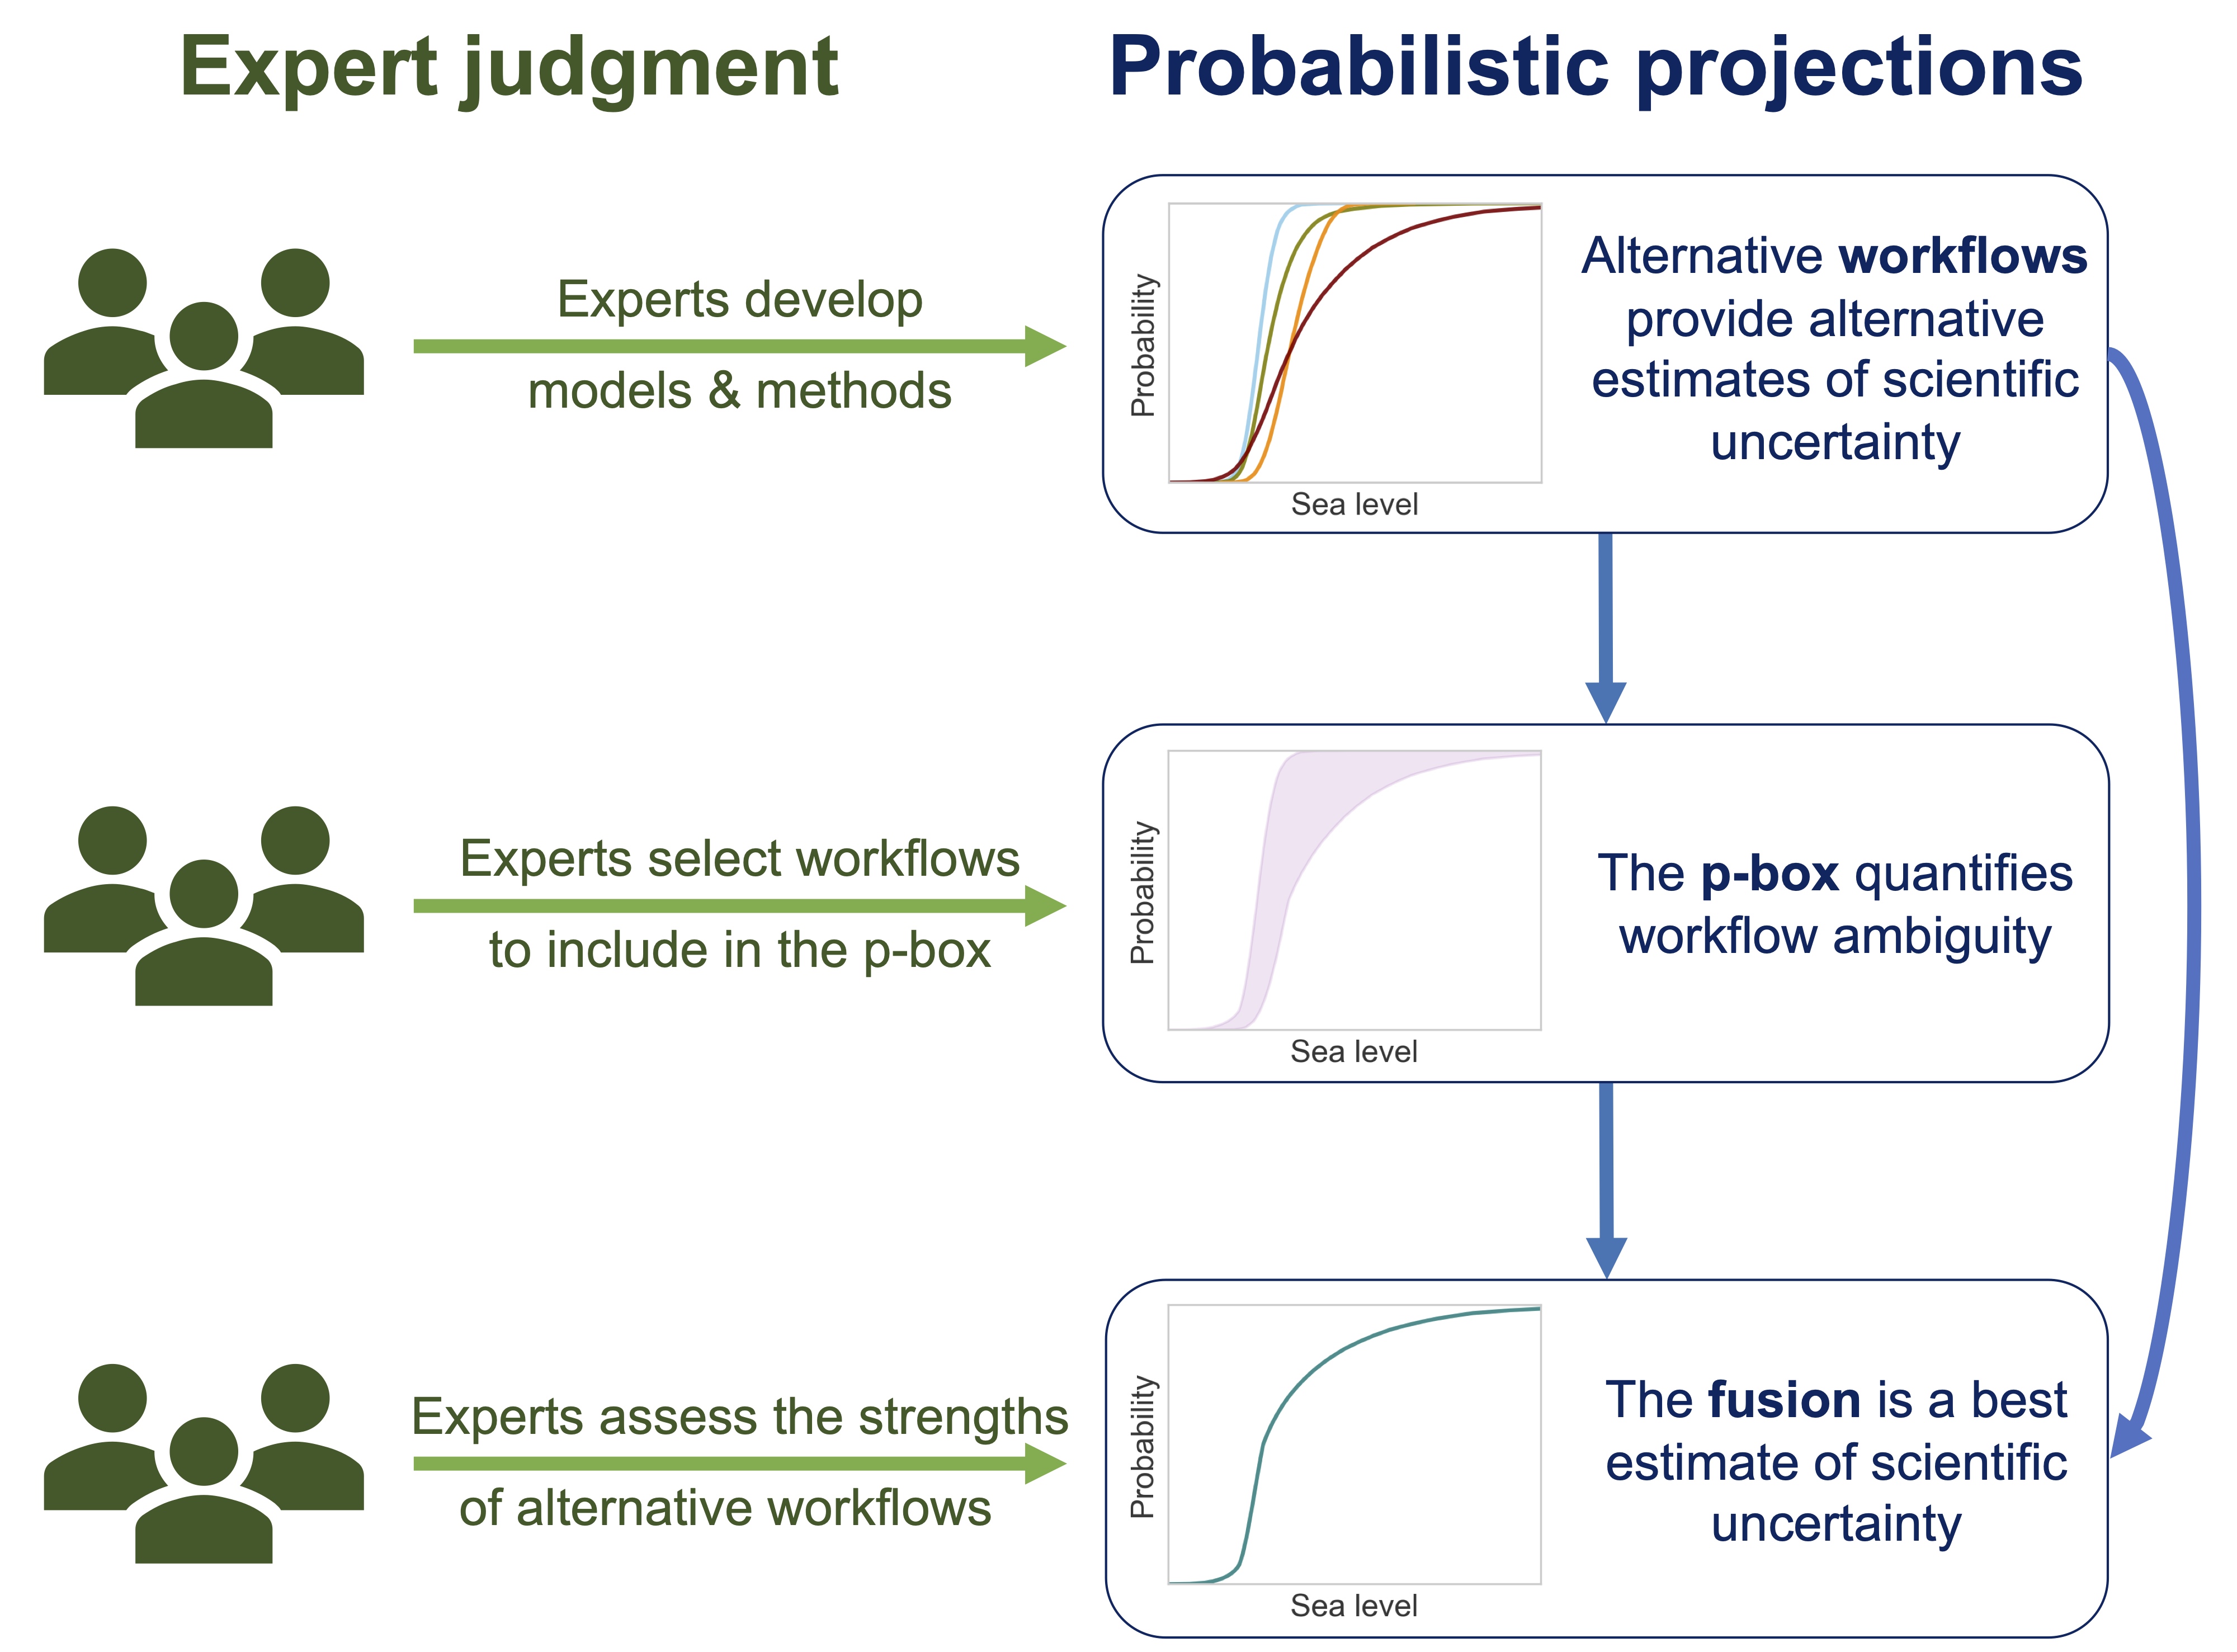 Expert judgment
Probabilistic projections
Experts develop
models & methods
Probability
Sea level
Alternative workflows
provide alternative
estimates of scientific
uncertainty
Experts select workflows
to include in the p-box
Probability
Sea level
The p-box quantifies
workflow ambiguity
Experts assess the strengths
of alternative workflows
Probability
Sea level
The fusion is a best
estimate of scientific
uncertainty